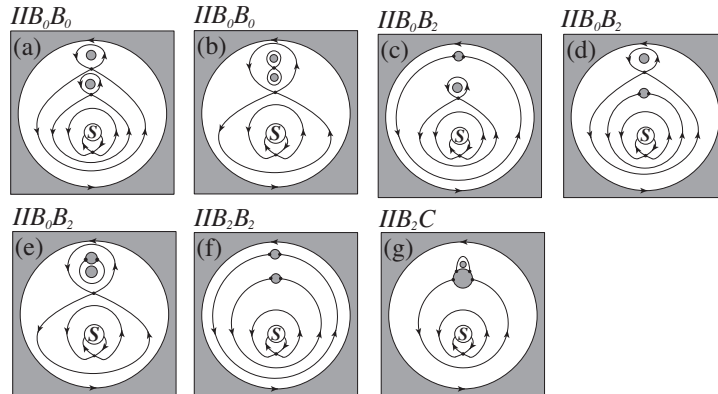 IIB₀B₀ IIB₀B₀ IIB₀B₂ IIB₀B₂
(a) (b) (c) (d)
S S S S
IIB₀B₂ IIB₂B₂ IIB₂C
(e) (f) (g)
S S S